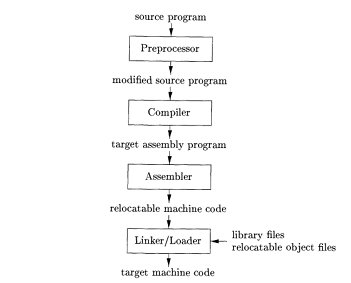 source program
Preprocessor
modified source program
Compiler
target assembly program
Assembler
relocatable machine code
Linker/Loader
library files
relocatable object files
target machine code